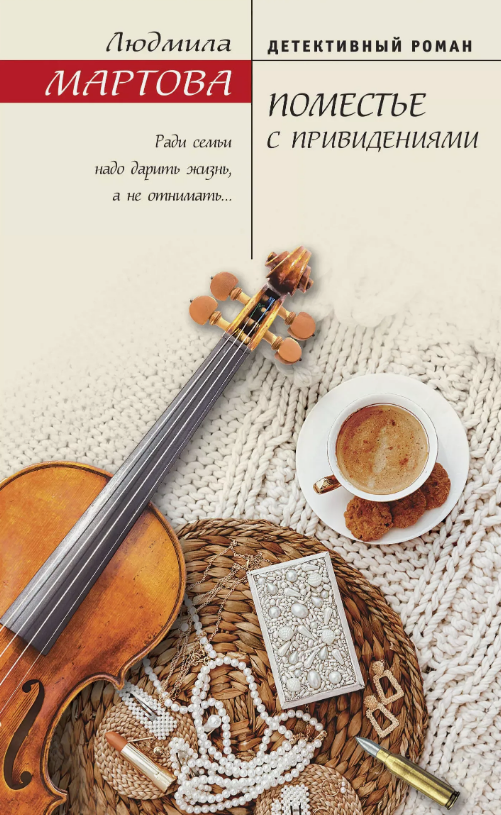 Людмила
МАРТОВА
Ради семьи
надо дарить жизнь,
а не отнимать...
ДЕТЕКТИВНЫЙ РОМАН
ПОМЕСТЬЕ
С ПРИВИДЕНИЯМИ